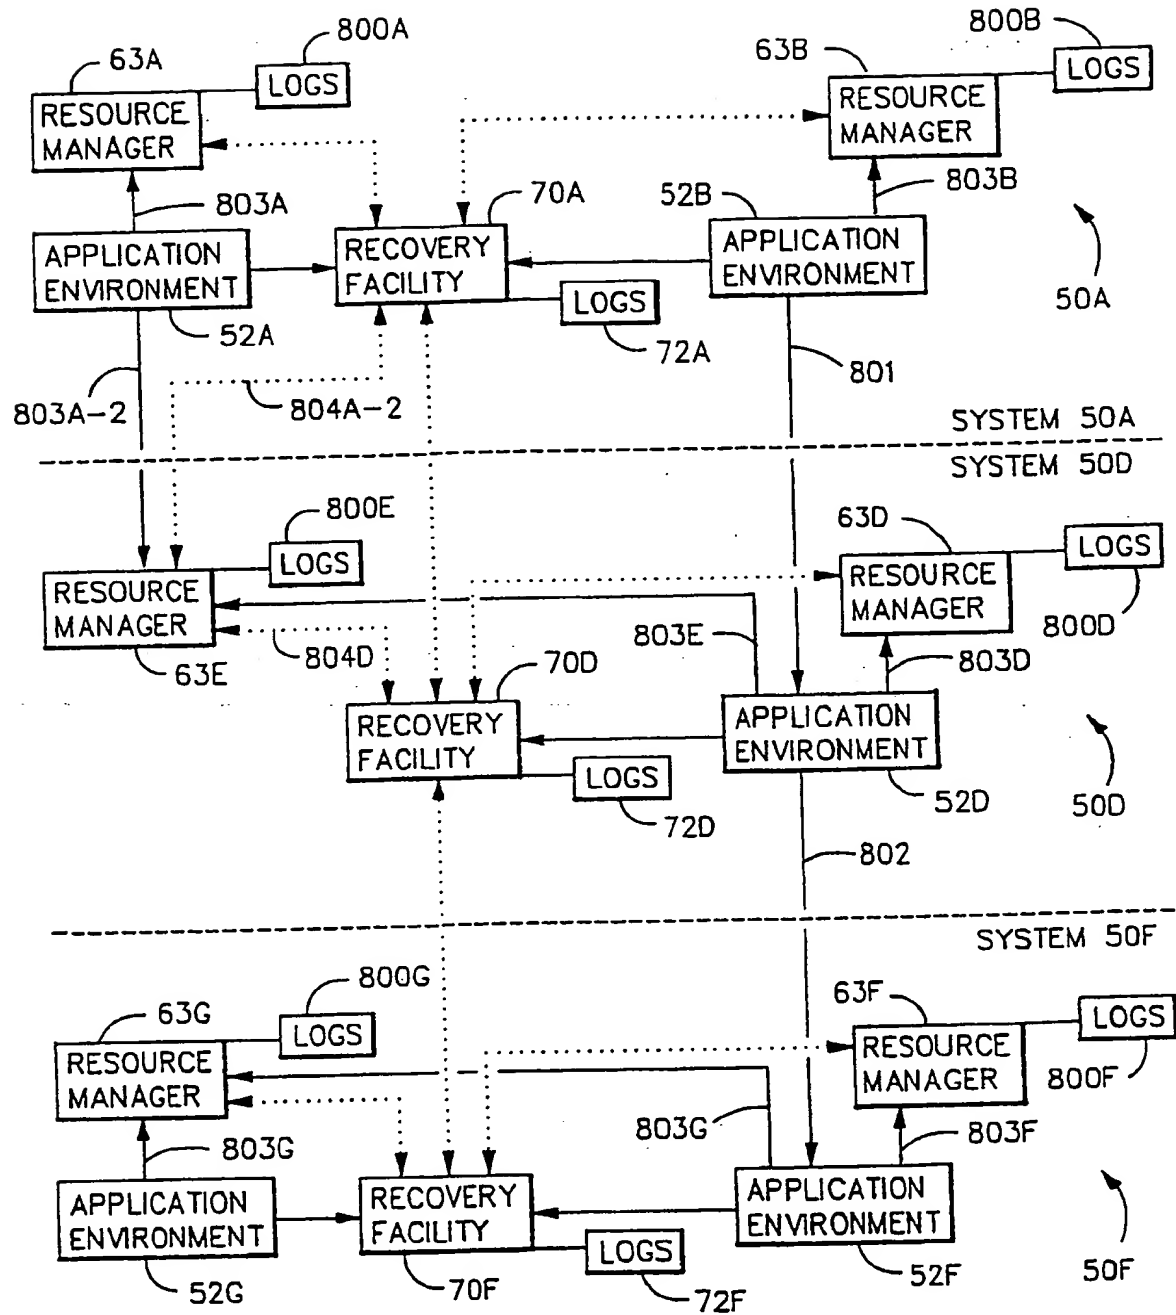 800A
800B
63A
LOGS
63B
LOGS
RESOURCE
MANAGER
RESOURCE
MANAGER
803A
70A
52B
803B
APPLICATION
ENVIRONMENT
RECOVERY
FACILITY
APPLICATION
ENVIRONMENT
LOGS
50A
52A
72A
801
803A-2
804A-2
SYSTEM 50A
SYSTEM 50D
800E
63D
LOGS
LOGS
RESOURCE
MANAGER
RESOURCE
MANAGER
63E
804D
803E
70D
803D
800D
RECOVERY
FACILITY
APPLICATION
ENVIRONMENT
LOGS
72D
52D
50D
802
SYSTEM 50F
800G
63G
63F
LOGS
LOGS
RESOURCE
MANAGER
RESOURCE
MANAGER
800F
803G
803G
803F
APPLICATION
ENVIRONMENT
RECOVERY
FACILITY
APPLICATION
ENVIRONMENT
LOGS
52G
70F
72F
52F
50F